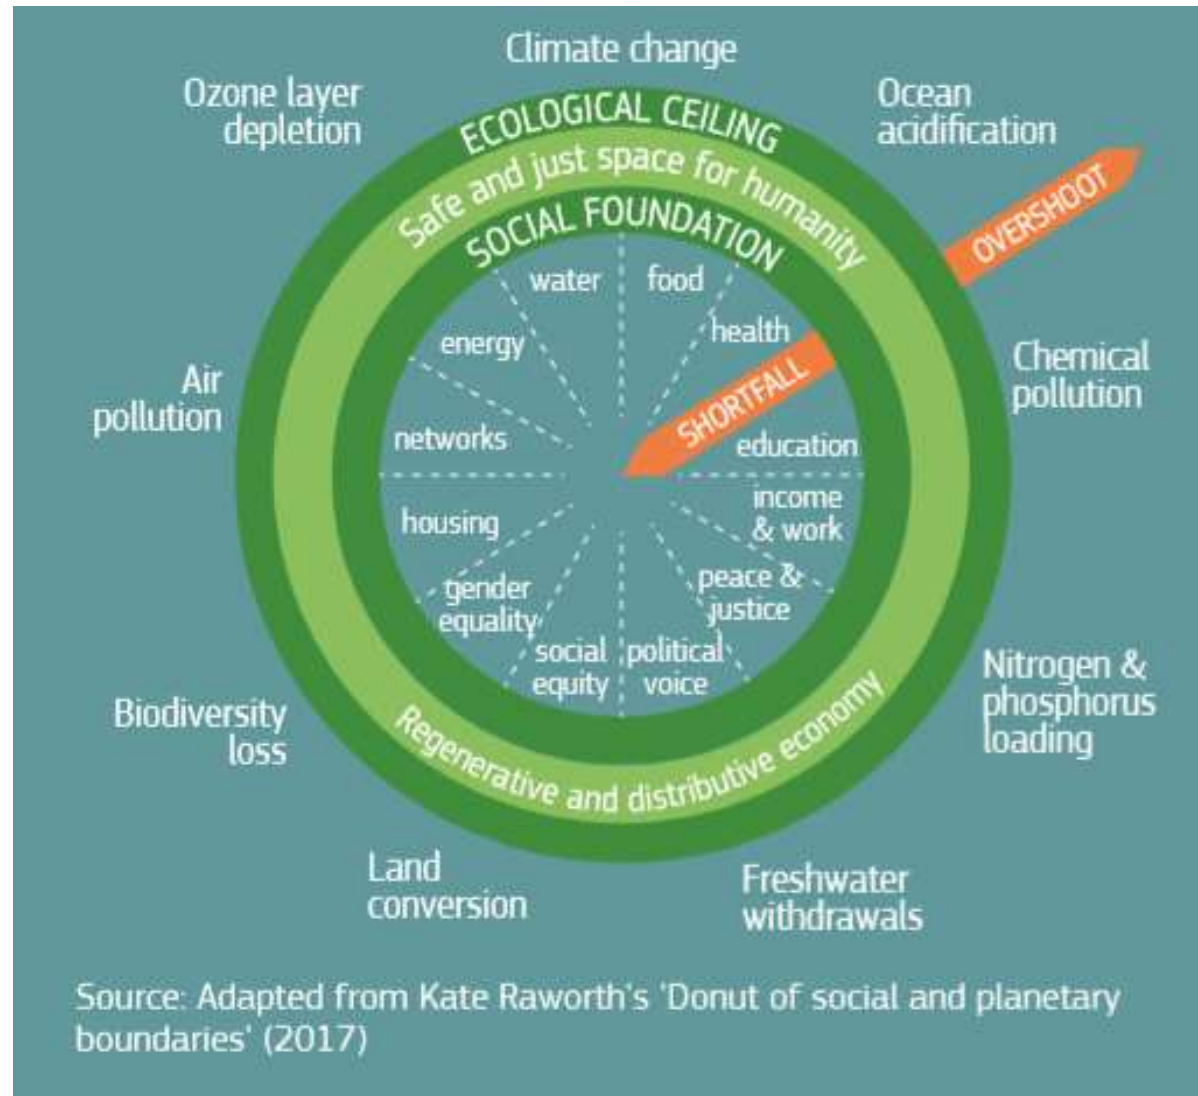 Climate change
Ozone layer
depletion
Ocean
acidification
ECOLOGICAL CEILING
Safe and just space for humanity
SOCIAL FOUNDATION
OVERSHOOT
water
food
energy
health
SHORTFALL
Air
pollution
Chemical
pollution
networks
education
housing
income
& work
gender
equality
peace &
justice
social
equity
political
voice
Biodiversity
loss
Nitrogen &
phosphorus
loading
Regenerative and distributive economy
Land
conversion
Freshwater
withdrawals
Source: Adapted from Kate Raworth's 'Donut of social and planetary
boundaries' (2017)